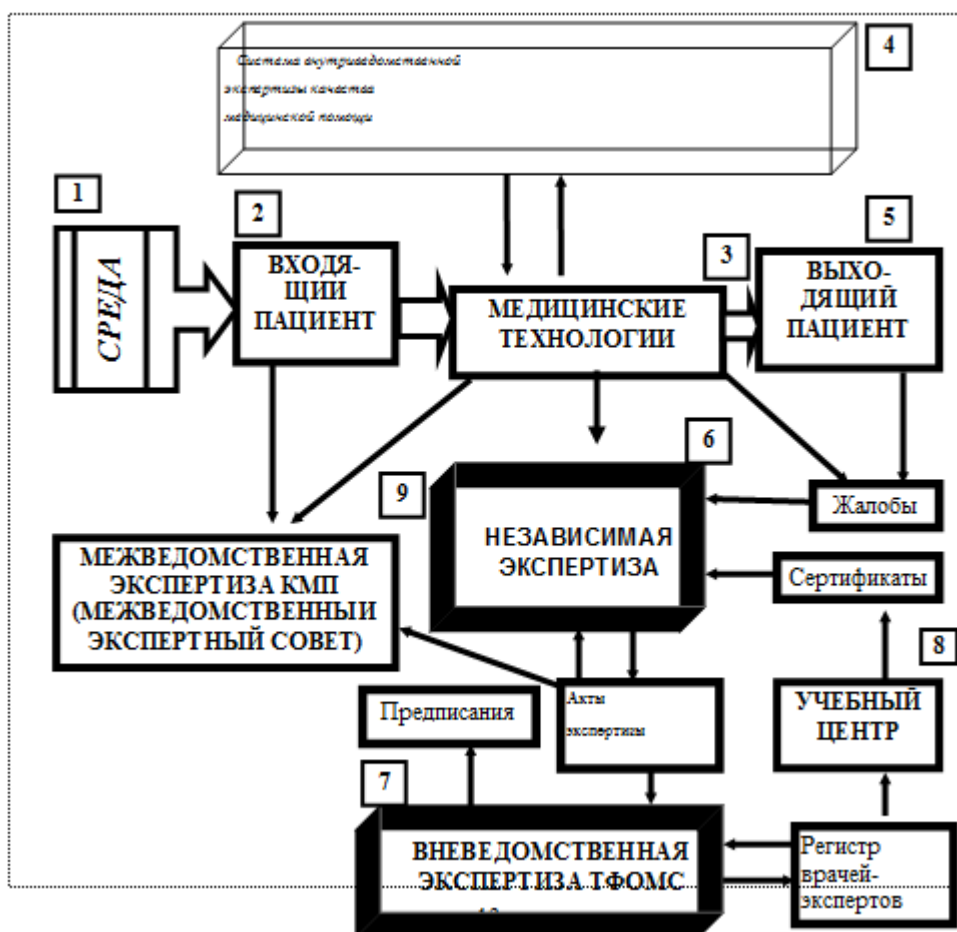 4
Система внутриведомственной
экспертизы качества
медицинской помощи
1
2
5
3
СРЕДА
ВХОДЯ-
ЩИЙ
ПАЦИЕНТ
МЕДИЦИНСКИЕ
ТЕХНОЛОГИИ
ВЫХО-
ДЯЩИЙ
ПАЦИЕНТ
6
9
НЕЗАВИСИМАЯ
ЭКСПЕРТИЗА
Жалобы
МЕЖВЕДОМСТВЕННАЯ
ЭКСПЕРТИЗА КМП
(МЕЖВЕДОМСТВЕННЫЙ
ЭКСПЕРТНЫЙ СОВЕТ)
Сертификаты
8
Предписания
Акты
экспертизы
УЧЕБНЫЙ
ЦЕНТР
7
ВНЕВЕДОМСТВЕННАЯ
ЭКСПЕРТИЗА ТФОМС
Регистр
врачей-
экспертов